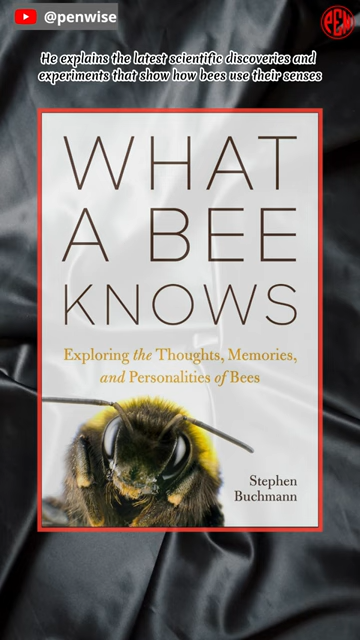 @penwise
PEW
He explains the latest scientific discoveries and
experiments that show how bees use their senses
WHAT
A BEE
KNOWS
Exploring the Thoughts, Memories,
and Personalities of Bees
Stephen
Buchmann